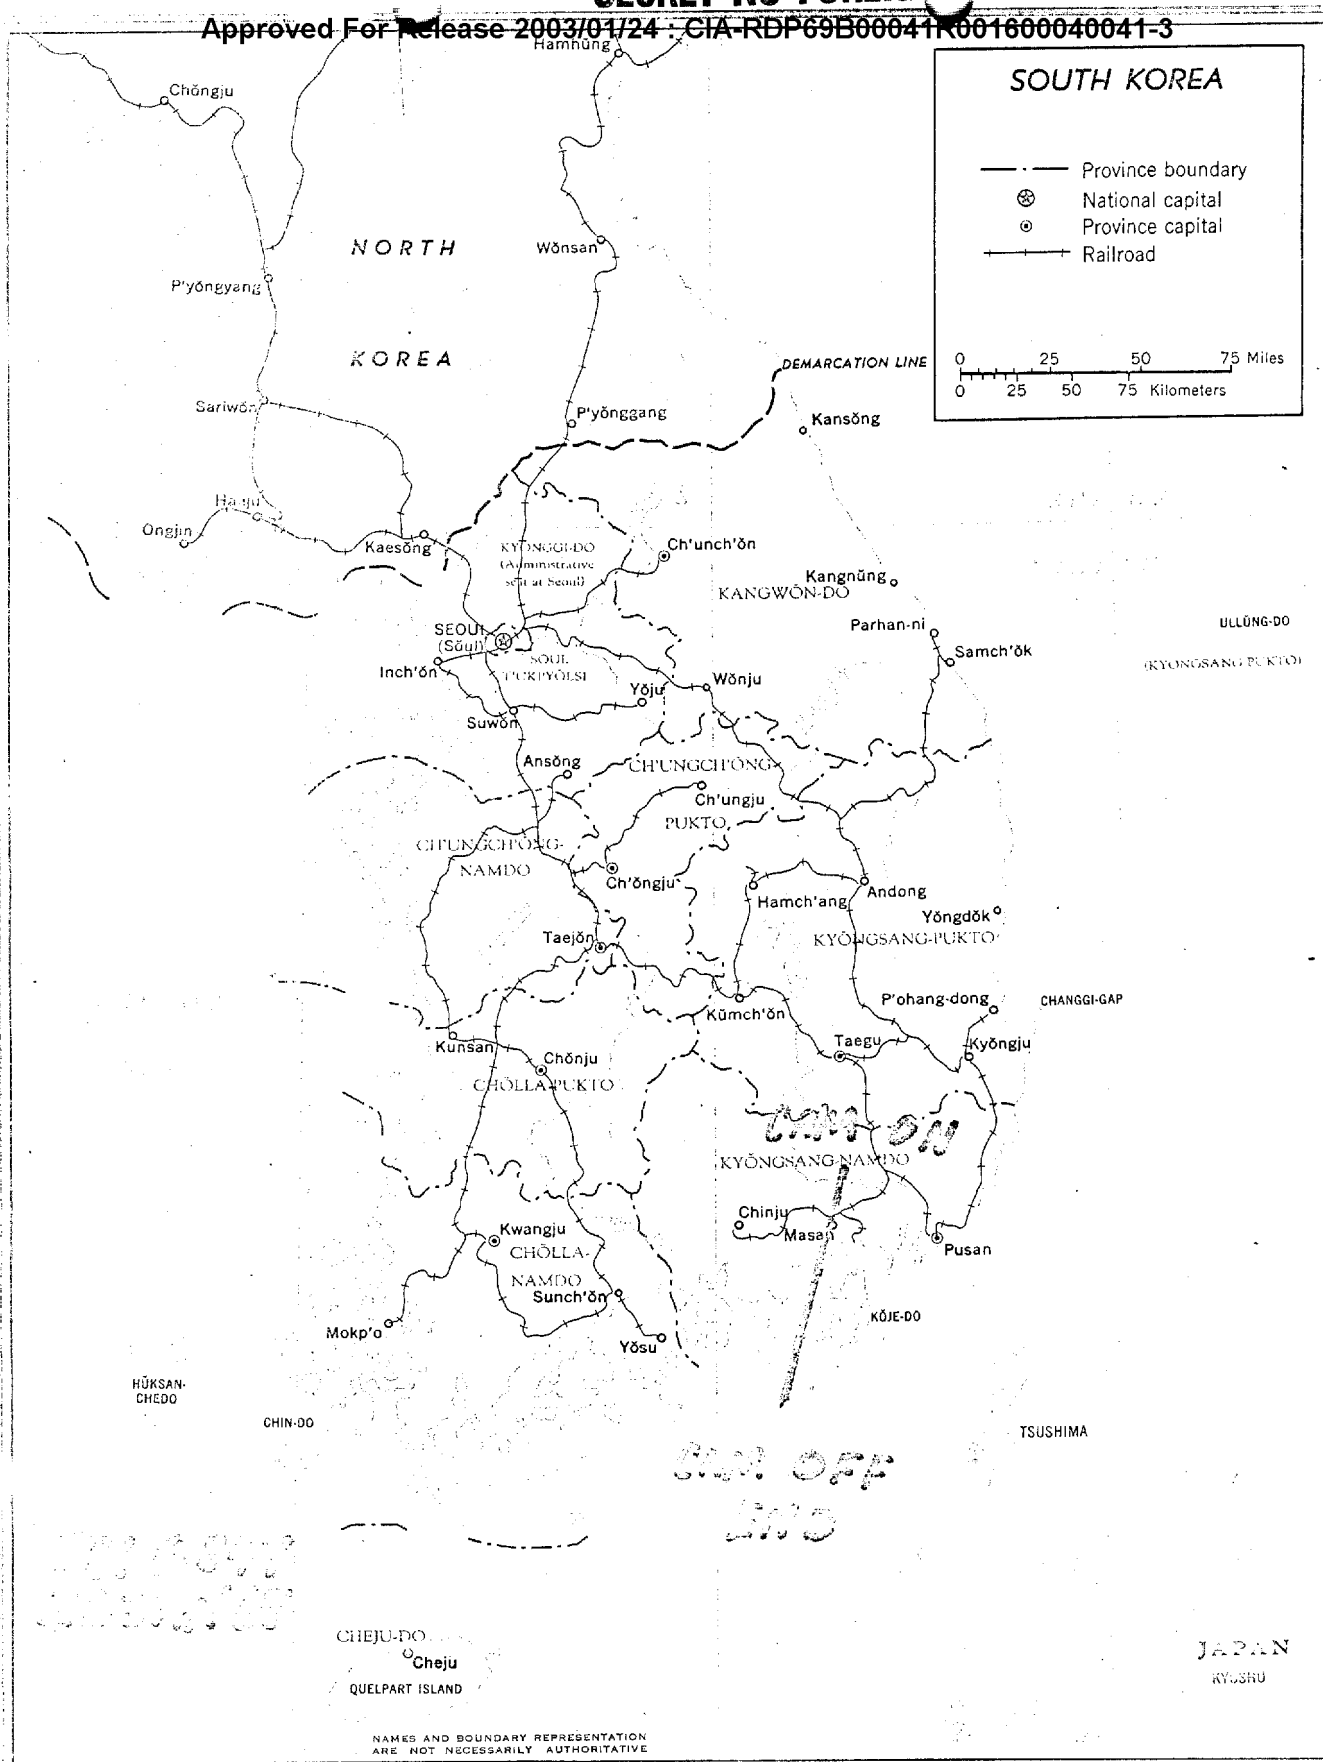 Approved For Release 2003/01/24 : CIA-RDP69B00041R001600040041-3
SOUTH KOREA
Province boundary
National capital
Province capital
Railroad
0 25 50 75 Miles
0 25 50 75 Kilometers
Hamhŭng
Chŏngju
NORTH
KOREA
Wŏnsan
P'yŏngyang
DEMARCATION LINE
Sariwŏn
P'yŏnggang
Kansŏng
Haeju
Ongjin
Kaesŏng
KYŎNGGI-DO
(Administrative
seat at Seoul)
Ch'unch'ŏn
Kangnŭng
KANGWŎN-DO
Parhan-ni
ULLŬNG-DO
(KYŎNGSANG-PUKTO)
SEOUL
(Sŏul)
Samch'ŏk
SŎUL
T'ŬKPYŎLSI
Inch'ŏn
Yŏju
Wŏnju
Suwŏn
Ansŏng
CH'UNGCH'ŎNG-
PUKTO
Ch'ungju
CH'UNGCH'ŎNG-
NAMDO
Ch'ŏngju
Hamch'ang
Andong
Yŏngdŏk
KYŎNGSANG-PUKTO
Taejŏn
P'ohang-dong
CHANGGI-GAP
Kŭmch'ŏn
Kunsan
Taegu
Kyŏngju
Chŏnju
CHŎLLA-PUKTO
CAM ON
KYŎNGSANG-NAMDO
Chinju
Masan
Pusan
Kwangju
CHŎLLA-
NAMDO
Sunch'ŏn
KŎJE-DO
Mokp'o
Yŏsu
HŬKSAN-
CHEDO
CHIN-DO
TSUSHIMA
CAM OFF
END
CHEJU-DO
Cheju
QUELPART ISLAND
JAPAN
KYUSHU
NAMES AND BOUNDARY REPRESENTATION
ARE NOT NECESSARILY AUTHORITATIVE